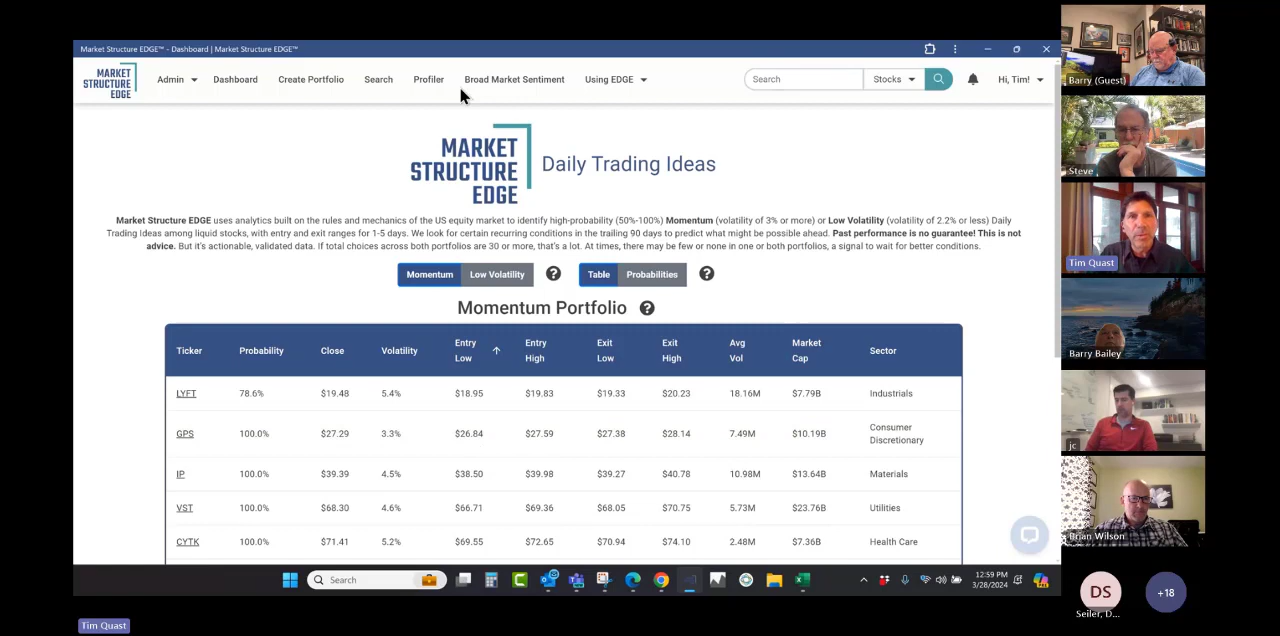 Market Structure EDGE™ - Dashboard | Market Structure EDGE™
MARKET STRUCTURE EDGE
Admin Dashboard Create Portfolio Search Profiler Broad Market Sentiment Using EDGE Search Stocks Hi, Tim!
MARKET
STRUCTURE
EDGE
Daily Trading Ideas
Market Structure EDGE uses analytics built on the rules and mechanics of the US equity market to identify high-probability (50%-100%) Momentum (volatility of 3% or more) or Low Volatility (volatility of 2.2% or less) Daily
Trading Ideas among liquid stocks, with entry and exit ranges for 1-5 days. We look for certain recurring conditions in the trailing 90 days to predict what might be possible ahead. Past performance is no guarantee! This is not
advice. But it's actionable, validated data. If total choices across both portfolios are 30 or more, that's a lot. At times, there may be few or none in one or both portfolios, a signal to wait for better conditions.
Momentum Low Volatility ? Table Probabilities ?
Momentum Portfolio ?
Ticker Probability Close Volatility Entry Low Entry High Exit Low Exit High Avg Vol Market Cap Sector
LYFT 78.6% $19.48 5.4% $18.95 $19.83 $19.33 $20.23 18.16M $7.79B Industrials
GPS 100.0% $27.29 3.3% $26.84 $27.59 $27.38 $28.14 7.49M $10.19B Consumer Discretionary
IP 100.0% $39.39 4.5% $38.50 $39.98 $39.27 $40.78 10.98M $13.64B Materials
VST 100.0% $68.30 4.6% $66.71 $69.36 $68.05 $70.75 5.73M $23.76B Utilities
CYTK 100.0% $71.41 5.2% $69.55 $72.65 $70.94 $74.10 2.48M $7.36B Health Care
Search
12:59 PM
3/28/2024
Tim Quast
Barry (Guest)
Steve
Tim Quast
Barry Bailey
jc
Brian Wilson
DS
Seiler, D...
+18